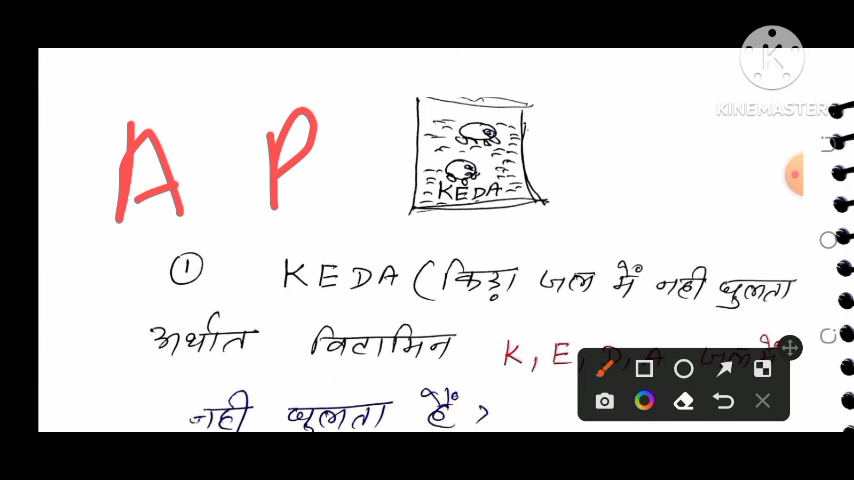 KINEMASTER
A P
KEDA
① KEDA (किड़ा जल में नही घुलता
अर्थात विटामिन K, E, D, A जल में
नही घुलता हैं,